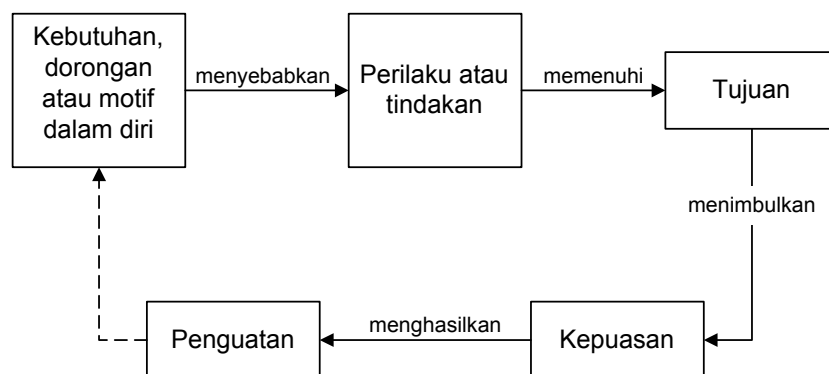 Kebutuhan,
dorongan
atau motif
dalam diri
menyebabkan
Perilaku atau
tindakan
memenuhi
Tujuan
menimbulkan
Kepuasan
menghasilkan
Penguatan